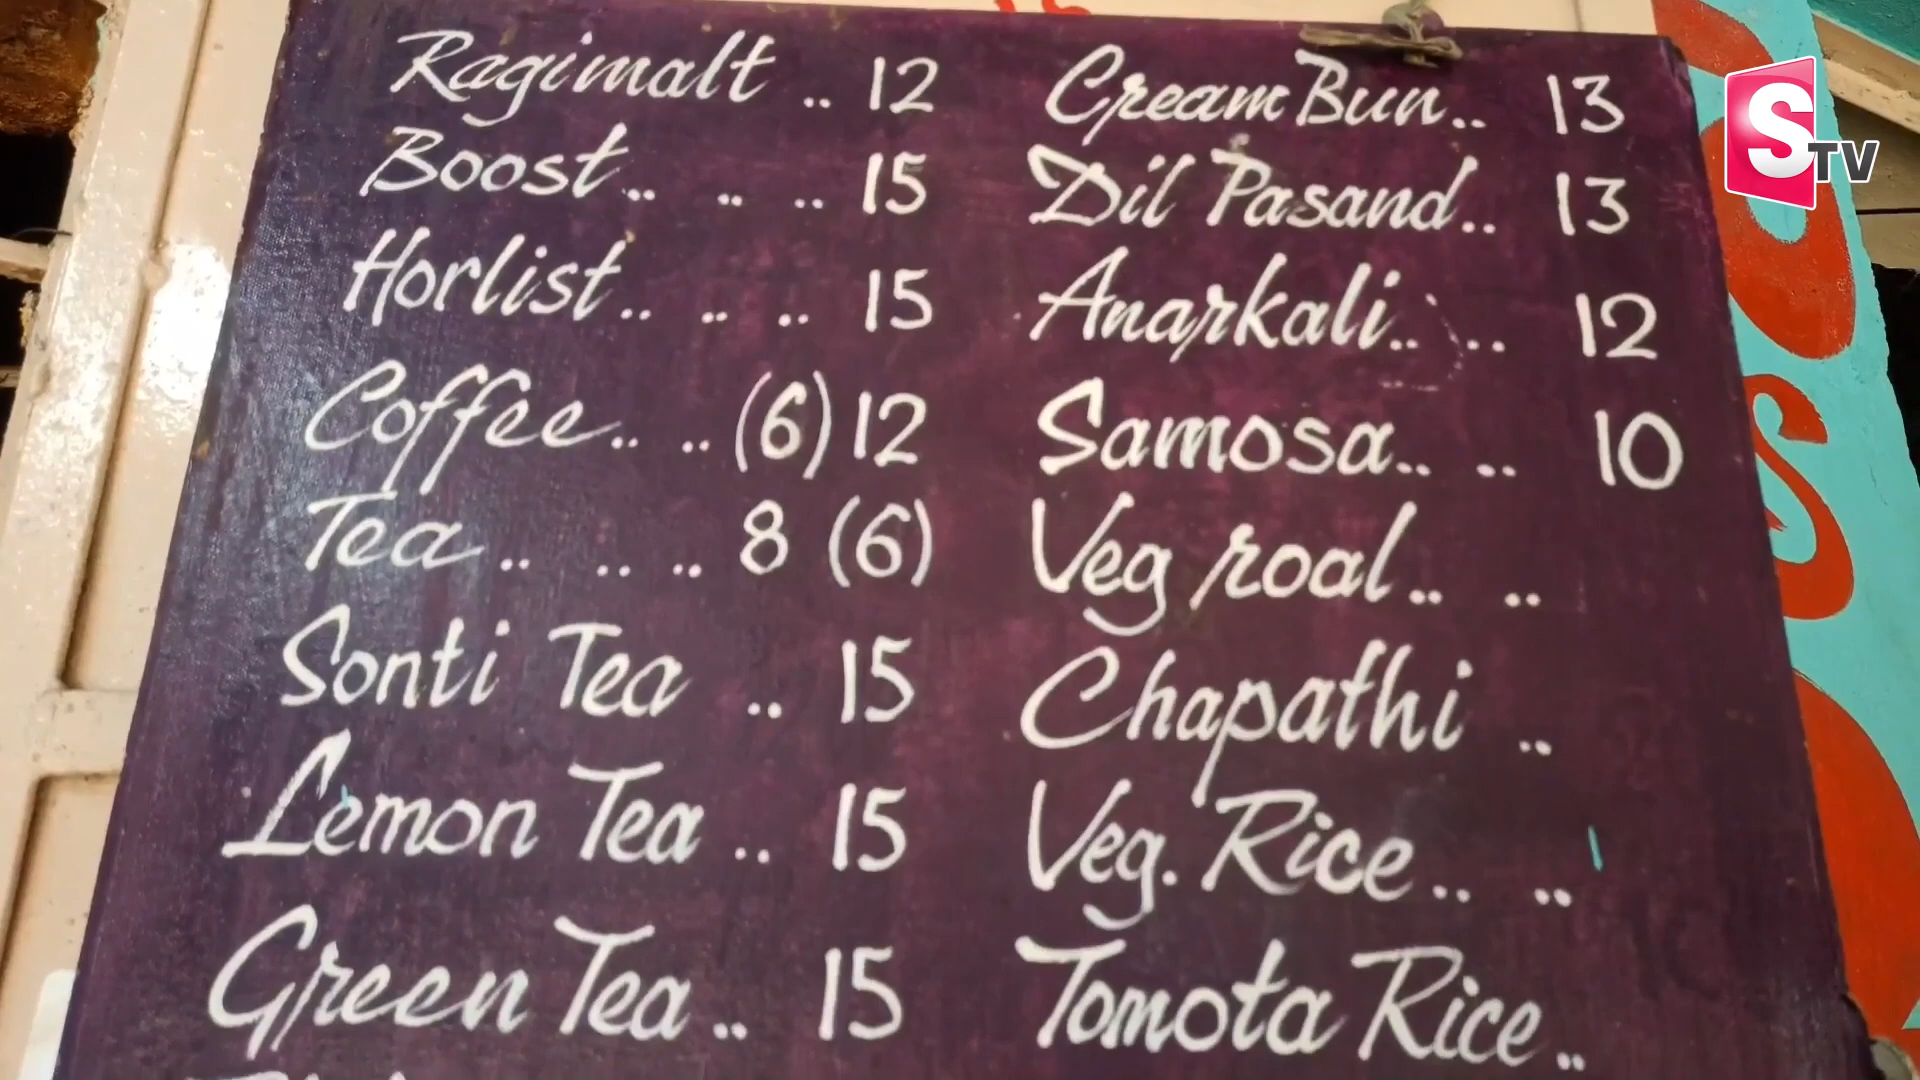 Ragimalt .. 12
Boost.. .. .. 15
Horlist.. .. .. 15
Coffee.. .. (6) 12
Tea .. .. .. 8 (6)
Sonti Tea .. 15
Lemon Tea .. 15
Green Tea .. 15
Cream Bun.. 13
Dil Pasand.. 13
Anarkali.. .. 12
Samosa.. .. 10
Veg roal.. ..
Chapathi ..
Veg. Rice.. ..
Tomota Rice ..
S TV